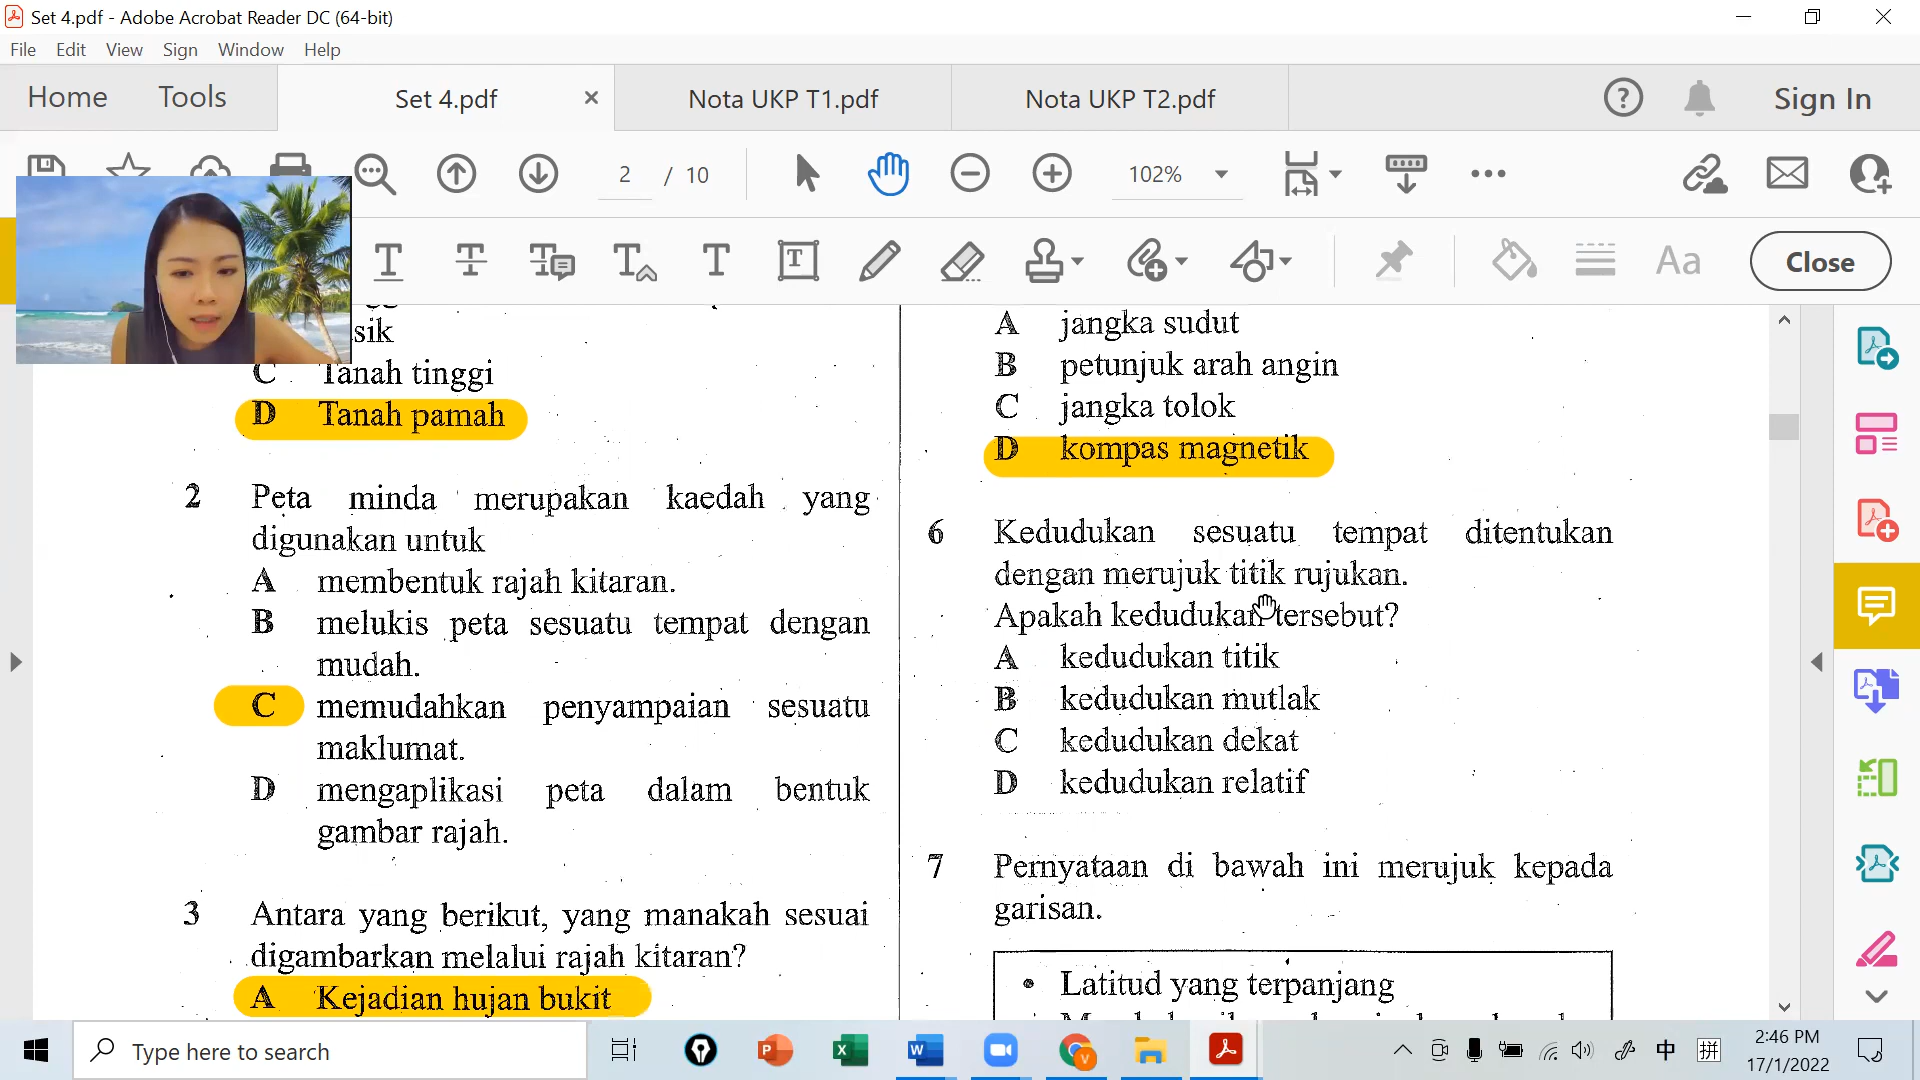 Set 4.pdf - Adobe Acrobat Reader DC (64-bit)
File Edit View Sign Window Help
Home Tools Set 4.pdf Nota UKP T1.pdf Nota UKP T2.pdf Sign In
2 / 10 102%
Aa Close
sik
C Tanah tinggi
D Tanah pamah
2 Peta minda merupakan kaedah yang
digunakan untuk
A membentuk rajah kitaran.
B melukis peta sesuatu tempat dengan
mudah.
C memudahkan penyampaian sesuatu
maklumat.
D mengaplikasi peta dalam bentuk
gambar rajah.
3 Antara yang berikut, yang manakah sesuai
digambarkan melalui rajah kitaran?
A Kejadian hujan bukit
A jangka sudut
B petunjuk arah angin
C jangka tolok
D kompas magnetik
6 Kedudukan sesuatu tempat ditentukan
dengan merujuk titik rujukan.
Apakah kedudukan tersebut?
A kedudukan titik
B kedudukan mutlak
C kedudukan dekat
D kedudukan relatif
7 Pernyataan di bawah ini merujuk kepada
garisan.
• Latitud yang terpanjang
Type here to search
中 拼
2:46 PM
17/1/2022